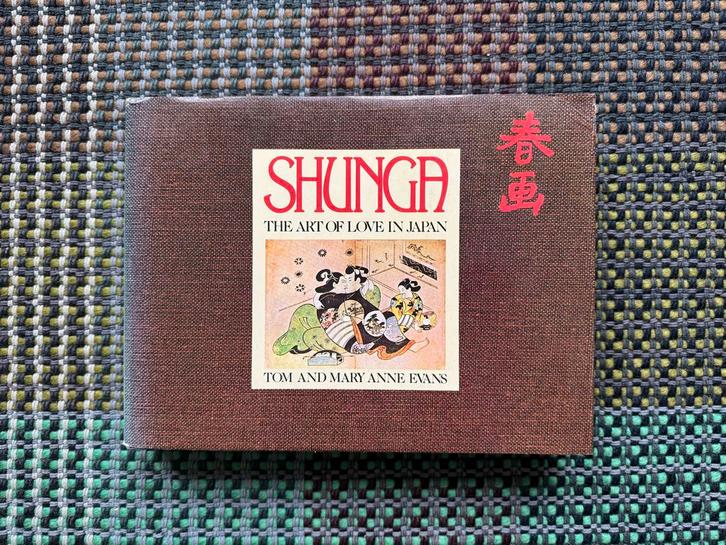 SHUNGA
THE ART OF LOVE IN JAPAN
TOM AND MARY ANNE EVANS
春画